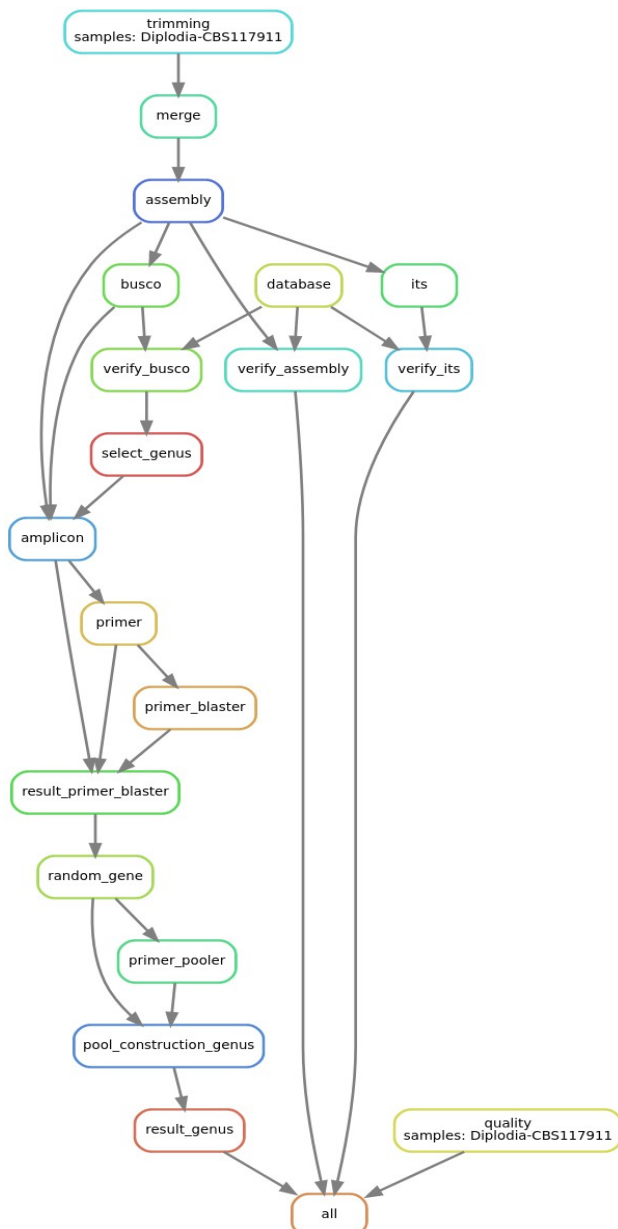 trimming
samples: Diplodia-CBS117911
merge
assembly
busco
database
its
verify_busco
verify_assembly
verify_its
select_genus
amplicon
primer
primer_blaster
result_primer_blaster
random_gene
primer_pooler
pool_construction_genus
result_genus
quality
samples: Diplodia-CBS117911
all